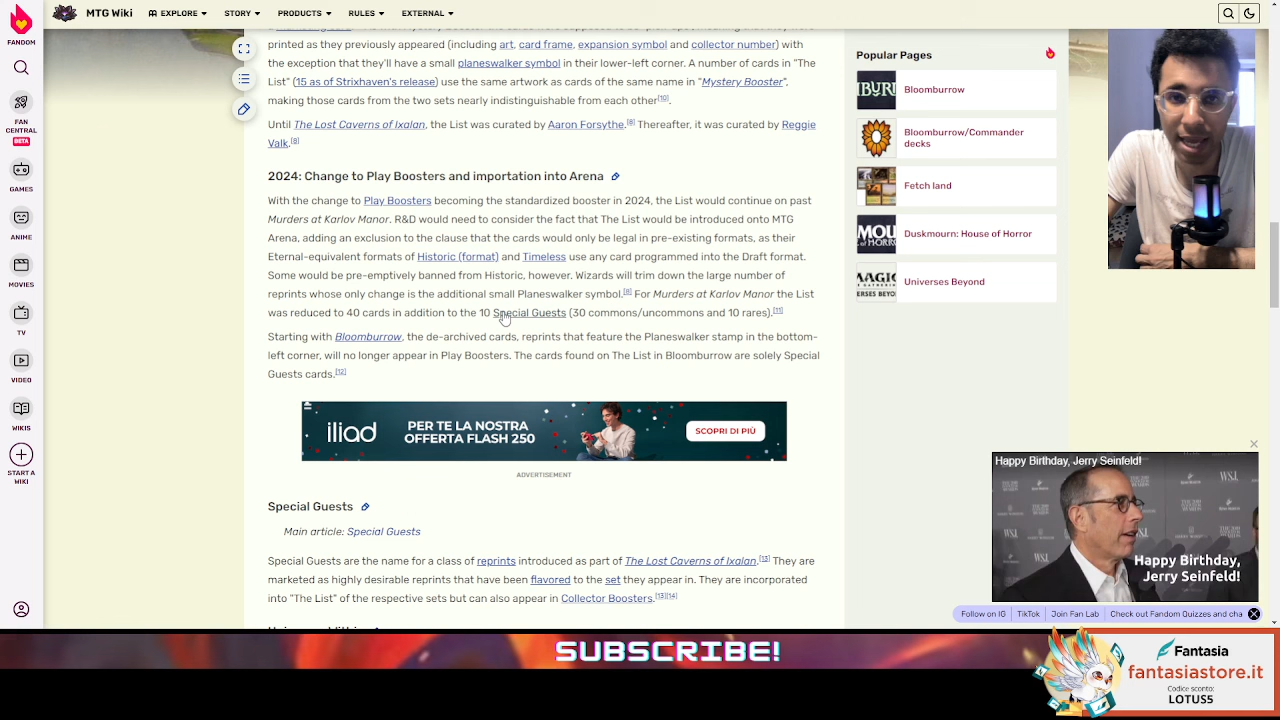 MTG Wiki
EXPLORE
STORY
PRODUCTS
RULES
EXTERNAL
FANDOM
FAN CENTRAL
BETA
GAMES
ANIME
MOVIES
TV
VIDEO
WIKIS
START A WIKI
printed as they previously appeared (including art, card frame, expansion symbol and collector number) with
the exception that they'll have a small planeswalker symbol in their lower-left corner. A number of cards in "The
List" (15 as of Strixhaven's release) use the same artworks as cards of the same name in "Mystery Booster",
making those cards from the two sets nearly indistinguishable from each other[10].
Until The Lost Caverns of Ixalan, the List was curated by Aaron Forsythe.[8] Thereafter, it was curated by Reggie
Valk.[8]
2024: Change to Play Boosters and importation into Arena
With the change to Play Boosters becoming the standardized booster in 2024, the List would continue on past
Murders at Karlov Manor. R&D would need to consider the fact that The List would be introduced onto MTG
Arena, adding an exclusion to the clause that the cards would only be legal in pre-existing formats, as their
Eternal-equivalent formats of Historic (format) and Timeless use any card programmed into the Draft format.
Some would be pre-emptively banned from Historic, however. Wizards will trim down the large number of
reprints whose only change is the additional small Planeswalker symbol.[8] For Murders at Karlov Manor the List
was reduced to 40 cards in addition to the 10 Special Guests (30 commons/uncommons and 10 rares).[11]
Starting with Bloomburrow, the de-archived cards, reprints that feature the Planeswalker stamp in the bottom-
left corner, will no longer appear in Play Boosters. The cards found on The List in Bloomburrow are solely Special
Guests cards.[12]
iliad
PER TE LA NOSTRA
OFFERTA FLASH 250
SCOPRI DI PIÙ
ADVERTISEMENT
Special Guests
Main article: Special Guests
Special Guests are the name for a class of reprints introduced as part of The Lost Caverns of Ixalan.[13] They are
marketed as highly desirable reprints that have been flavored to the set they appear in. They are incorporated
into "The List" of the respective sets but can also appear in Collector Boosters.[13][14]
Popular Pages
Bloomburrow
Bloomburrow/Commander
decks
Fetch land
Duskmourn: House of Horror
Universes Beyond
Happy Birthday, Jerry Seinfeld!
WSJ
Happy Birthday,
Jerry Seinfeld!
Follow on IG
TikTok
Join Fan Lab
Check out Fandom Quizzes and cha
SUBSCRIBE!
Fantasia
fantasiastore.it
Codice sconto:
LOTUS5